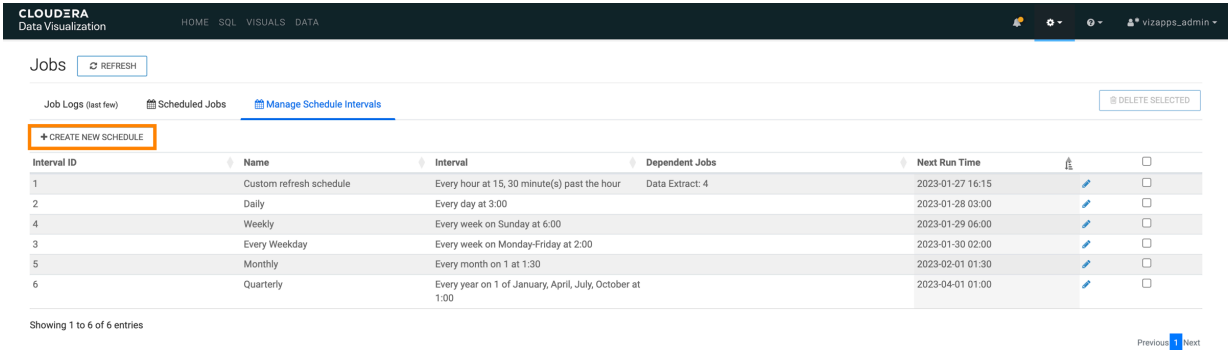 CLOUDERA
Data Visualization
HOME SQL VISUALS DATA
vizapps_admin
Jobs REFRESH
Job Logs (last few) Scheduled Jobs Manage Schedule Intervals DELETE SELECTED
+ CREATE NEW SCHEDULE
Interval ID Name Interval Dependent Jobs Next Run Time
1 Custom refresh schedule Every hour at 15, 30 minute(s) past the hour Data Extract: 4 2023-01-27 16:15
2 Daily Every day at 3:00 2023-01-28 03:00
4 Weekly Every week on Sunday at 6:00 2023-01-29 06:00
3 Every Weekday Every week on Monday-Friday at 2:00 2023-01-30 02:00
5 Monthly Every month on 1 at 1:30 2023-02-01 01:30
6 Quarterly Every year on 1 of January, April, July, October at 2023-04-01 01:00
1:00
Showing 1 to 6 of 6 entries
Previous 1 Next